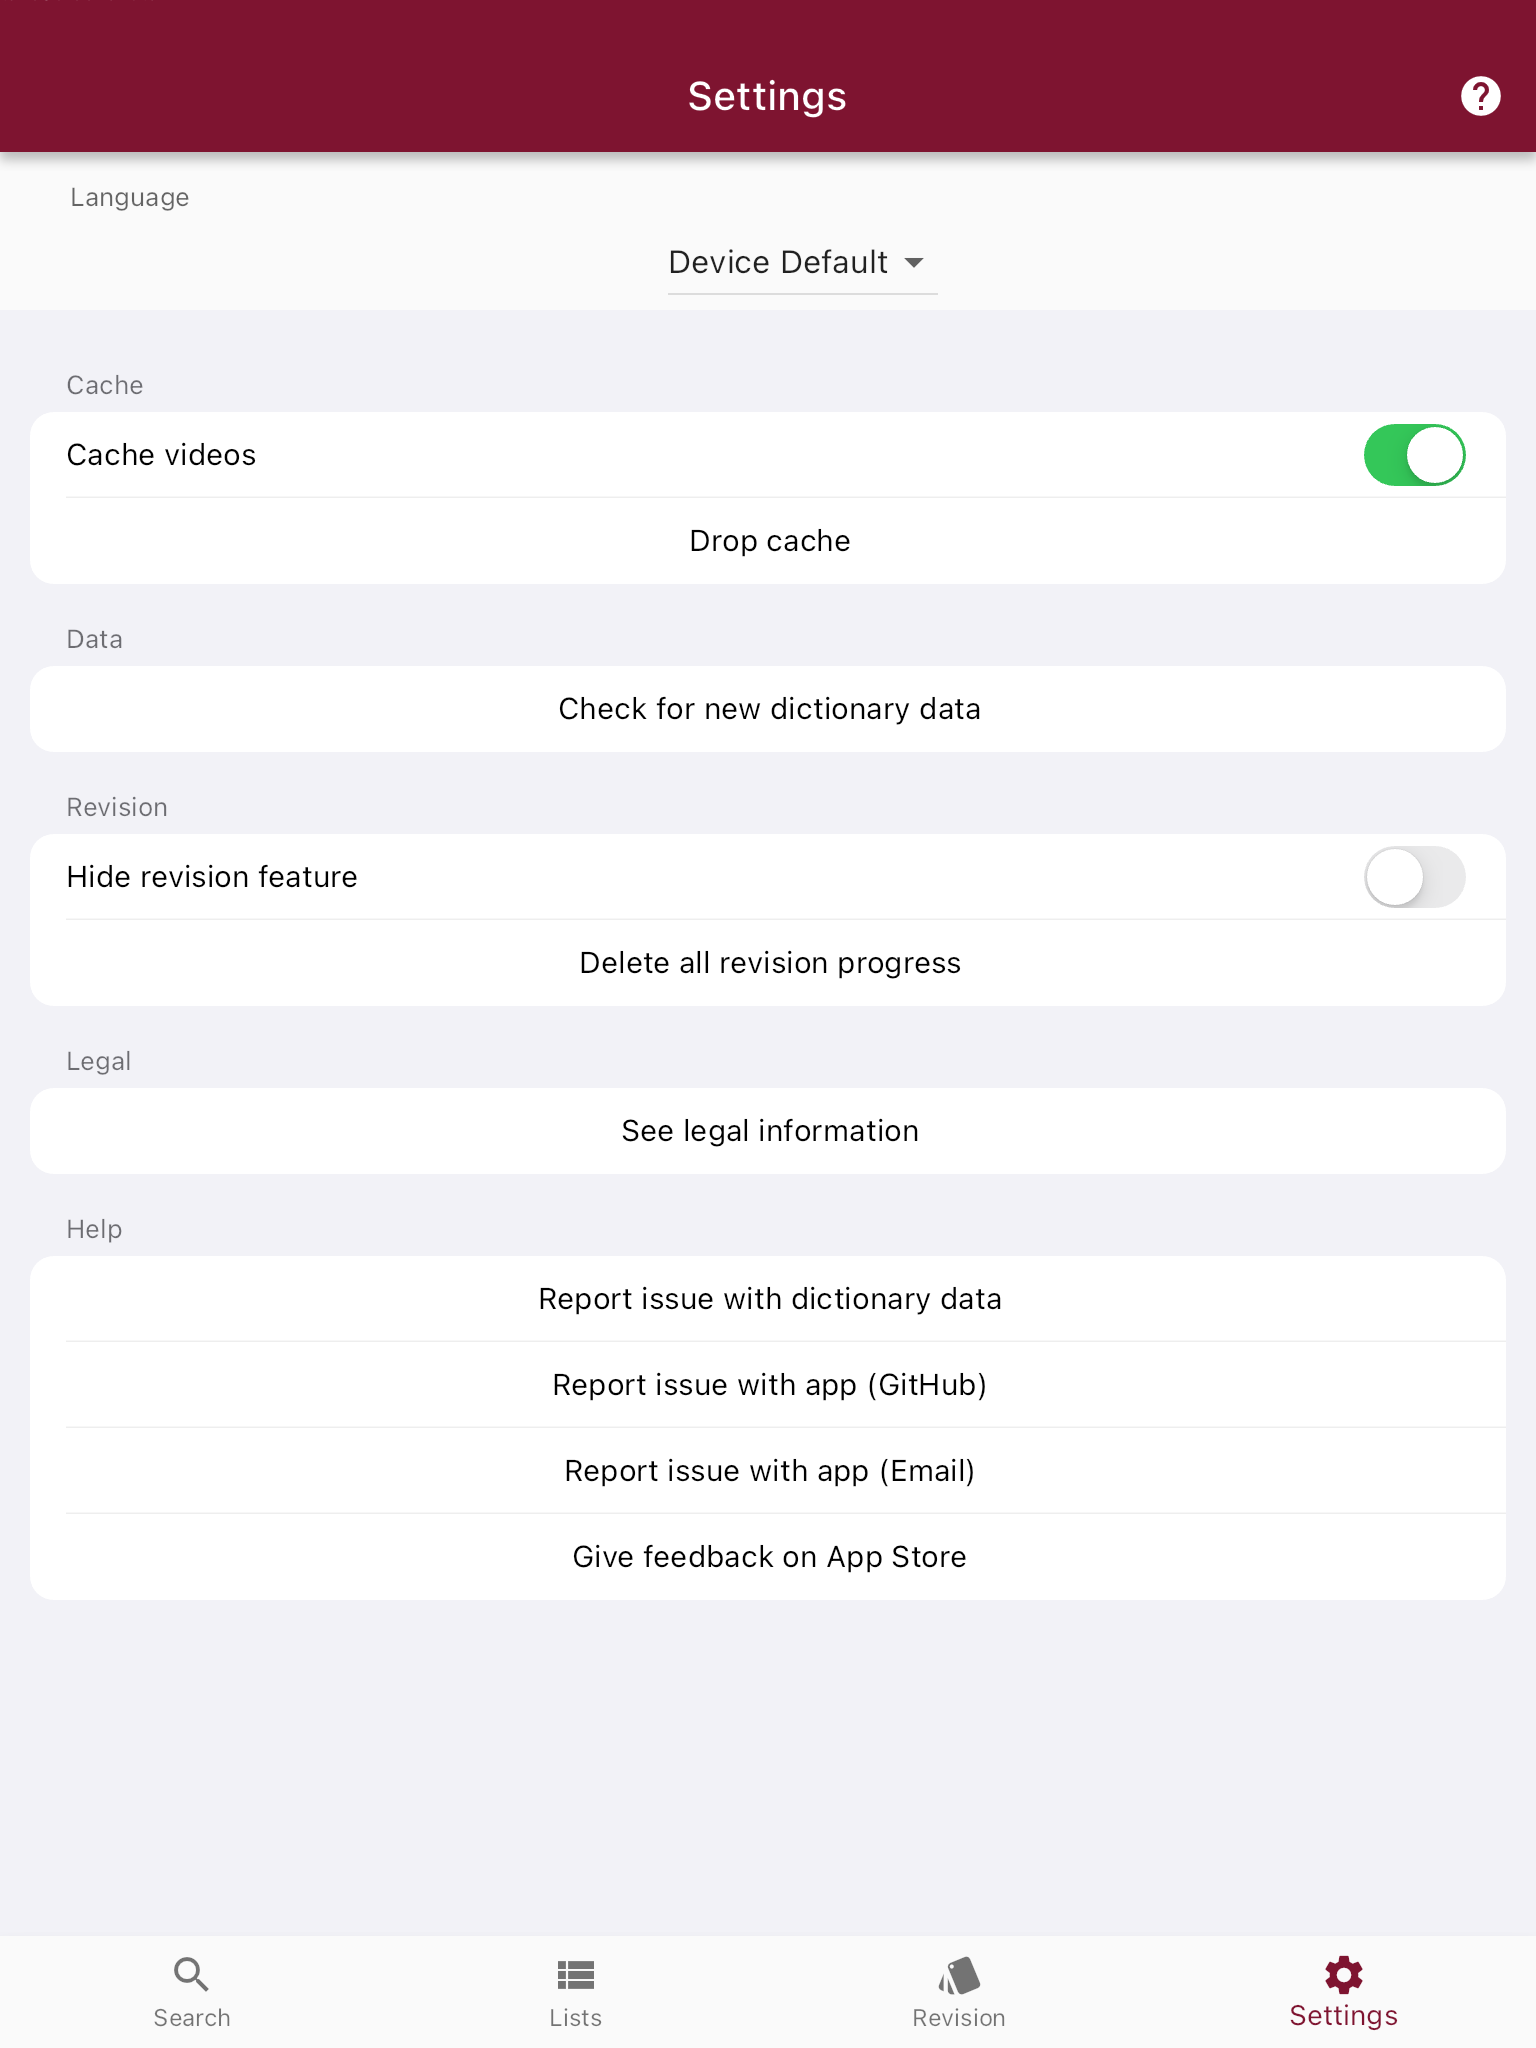 Settings
Language
Device Default
Cache
Cache videos
Drop cache
Data
Check for new dictionary data
Revision
Hide revision feature
Delete all revision progress
Legal
See legal information
Help
Report issue with dictionary data
Report issue with app (GitHub)
Report issue with app (Email)
Give feedback on App Store
Search
Lists
Revision
Settings